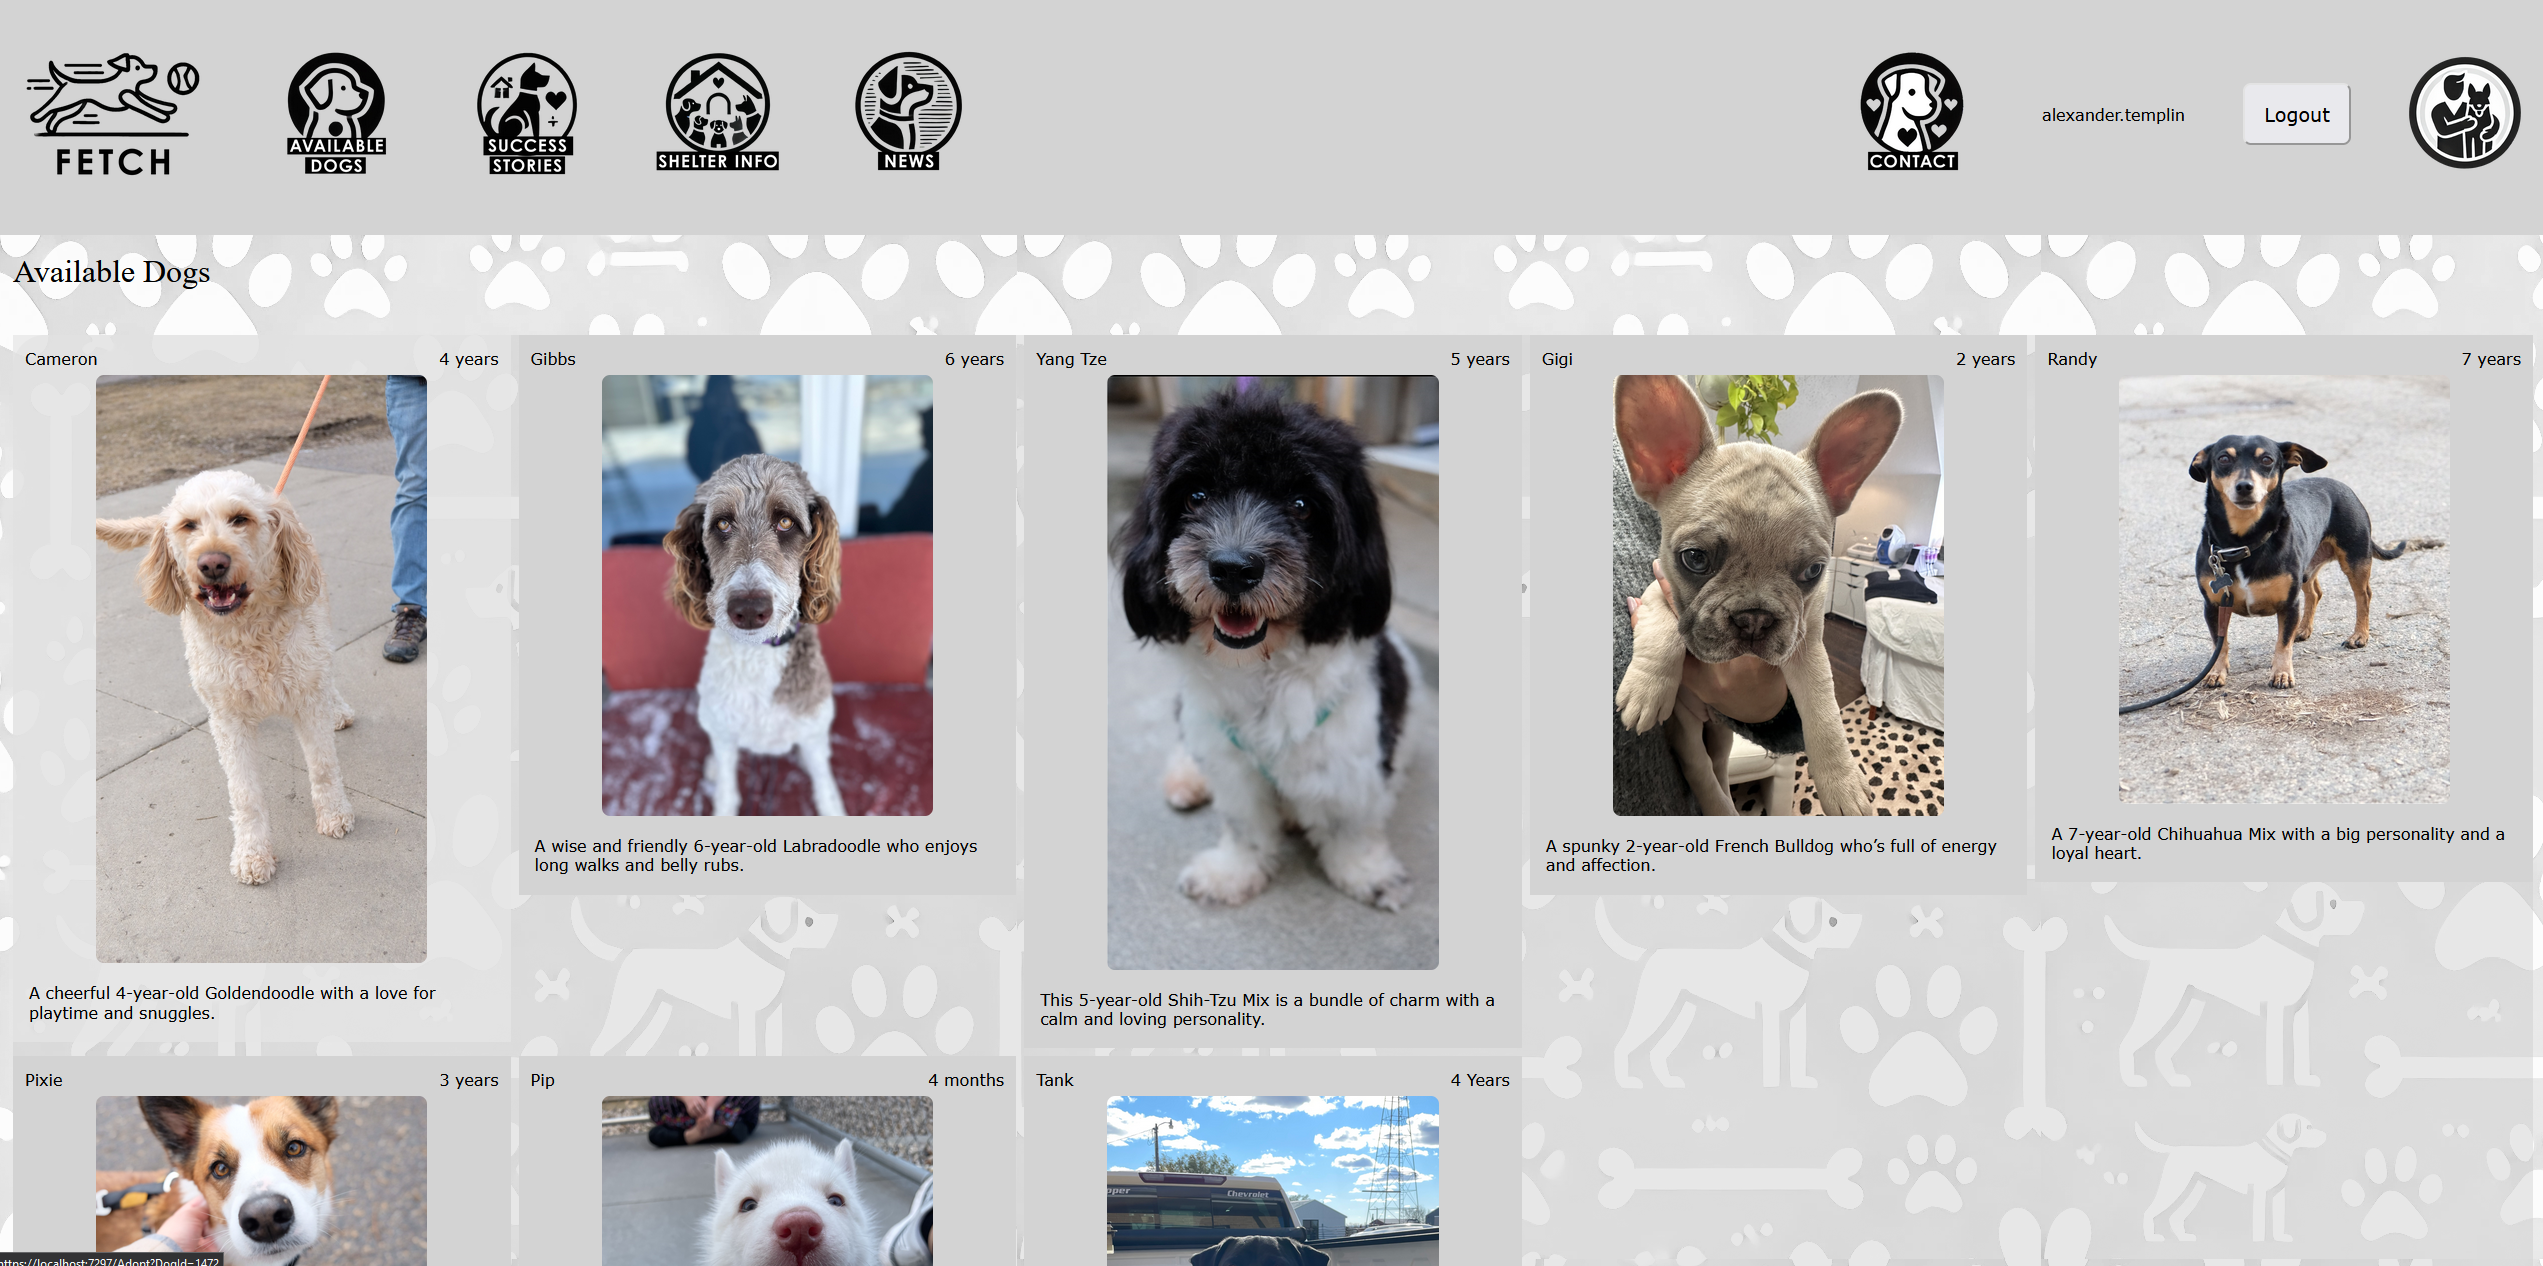 FETCH
AVAILABLE
DOGS
SUCCESS
STORIES
SHELTER INFO
NEWS
CONTACT
alexander.templin
Logout
Available Dogs
Cameron
4 years
Gibbs
6 years
Yang Tze
5 years
Gigi
2 years
Randy
7 years
A cheerful 4-year-old Goldendoodle with a love for
playtime and snuggles.
A wise and friendly 6-year-old Labradoodle who enjoys
long walks and belly rubs.
This 5-year-old Shih-Tzu Mix is a bundle of charm with a
calm and loving personality.
A spunky 2-year-old French Bulldog who’s full of energy
and affection.
A 7-year-old Chihuahua Mix with a big personality and a
loyal heart.
Pixie
3 years
Pip
4 months
Tank
4 Years
Chevrolet
https://localhost:7297/Adopt?DogId=1472